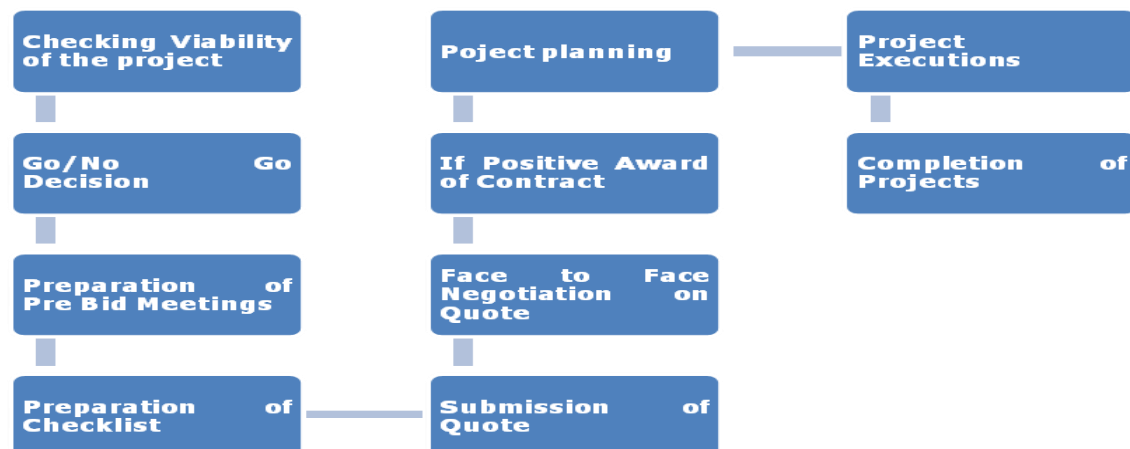 Checking Viability
of the project
Go/No Go
Decision
Preparation of
Pre Bid Meetings
Preparation of
Checklist
Submission of
Quote
Face to Face
Negotiation on
Quote
If Positive Award
of Contract
Poject planning
Project
Executions
Completion of
Projects